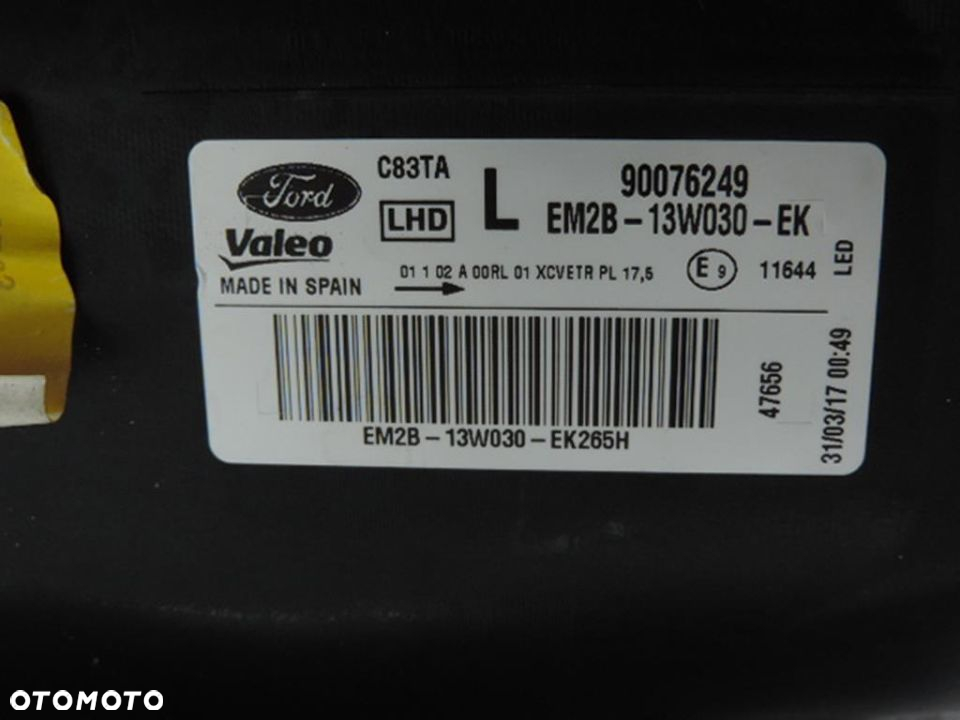 Ford
C83TA
L
90076249
LHD
EM2B-13W030-EK
Valeo
MADE IN SPAIN
01 1 02 A 00RL 01 XCVETR PL 17,5
E 9
11644
LED
47656
31/03/17 00:49
EM2B-13W030-EK265H
OTOMOTO